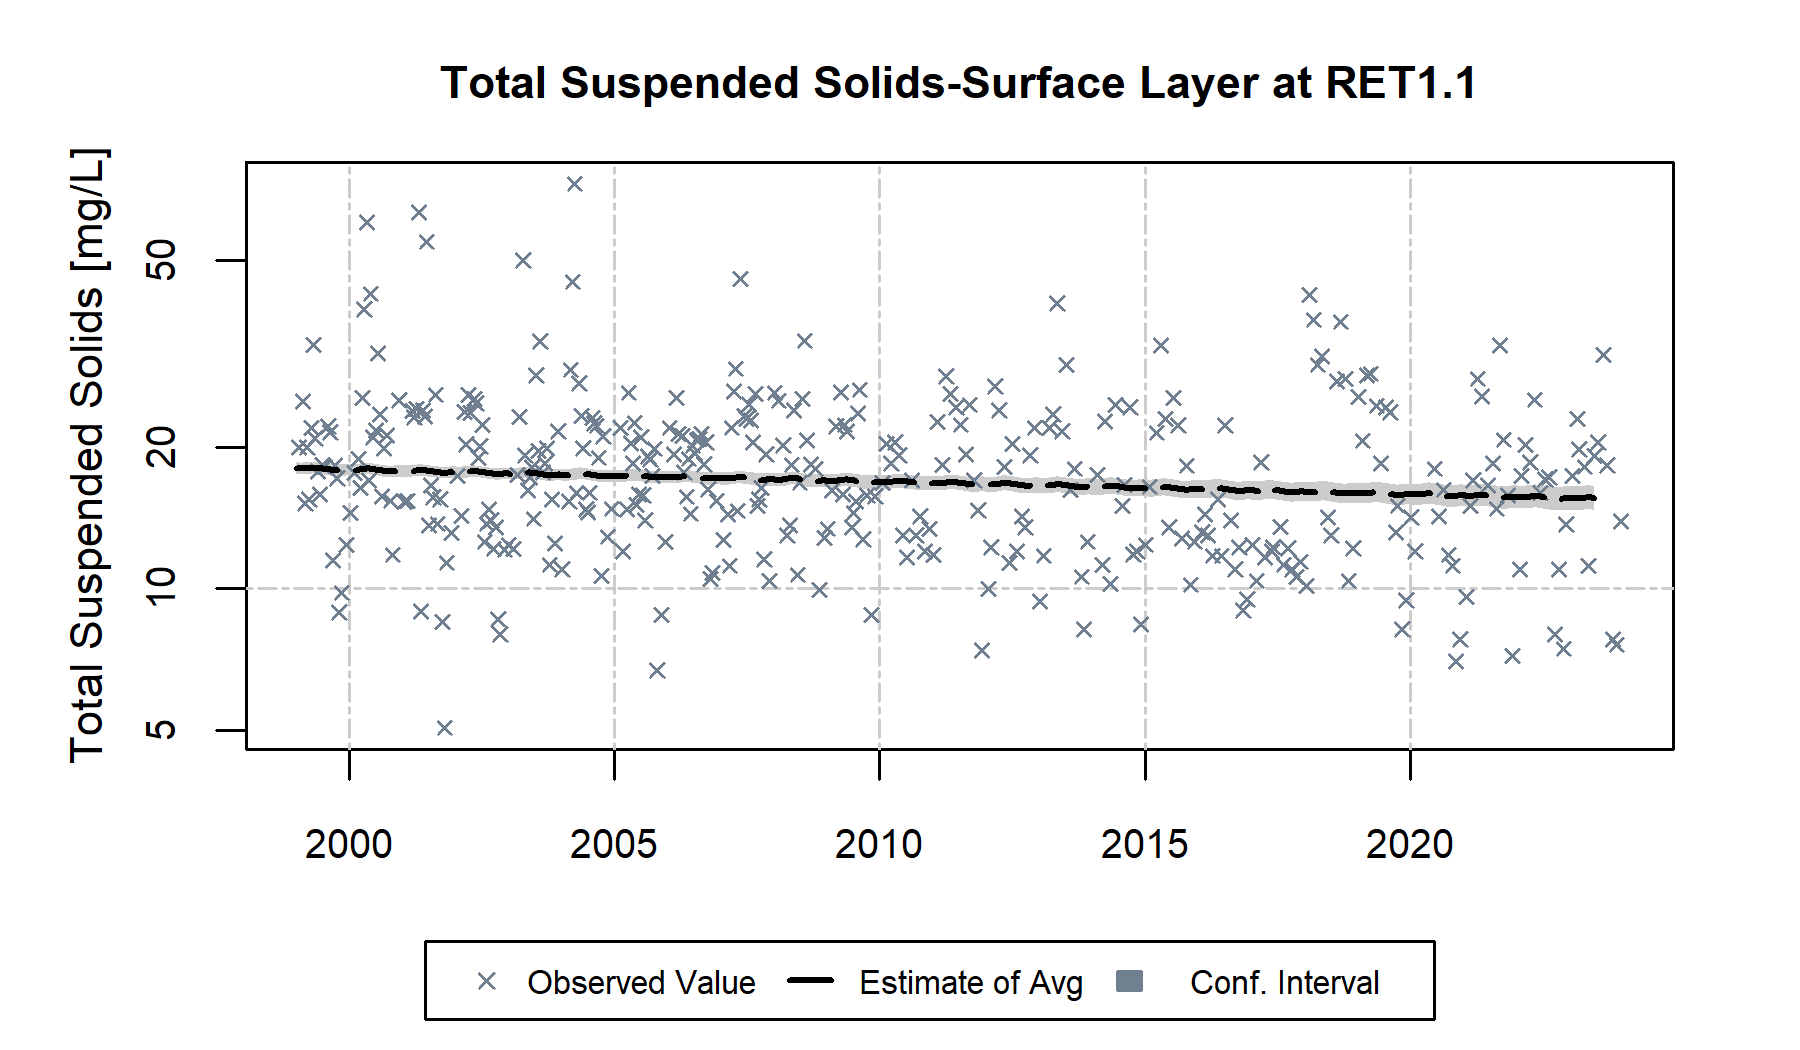 Total Suspended Solids-Surface Layer at RET1.1
Total Suspended Solids [mg/L]
50
20
10
5
2000 2005 2010 2015 2020
Observed Value Estimate of Avg Conf. Interval